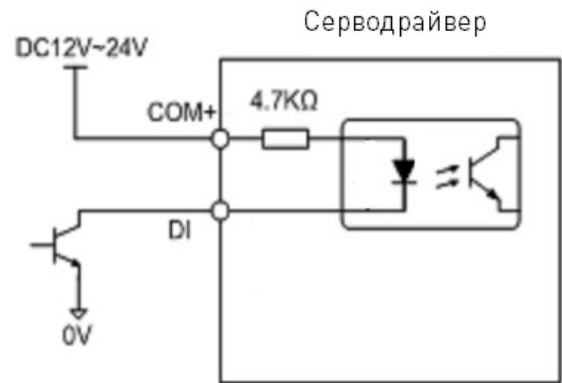 Серводрайвер
DC12V~24V
COM+
4.7KΩ
DI
0V